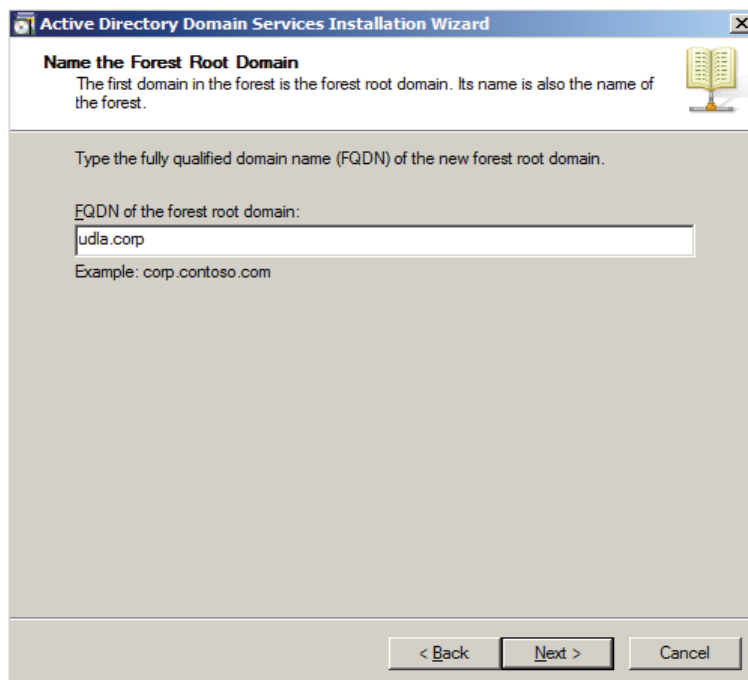 Active Directory Domain Services Installation Wizard
Name the Forest Root Domain
The first domain in the forest is the forest root domain. Its name is also the name of
the forest.
Type the fully qualified domain name (FQDN) of the new forest root domain.
FQDN of the forest root domain:
udla.corp
Example: corp.contoso.com
< Back
Next >
Cancel